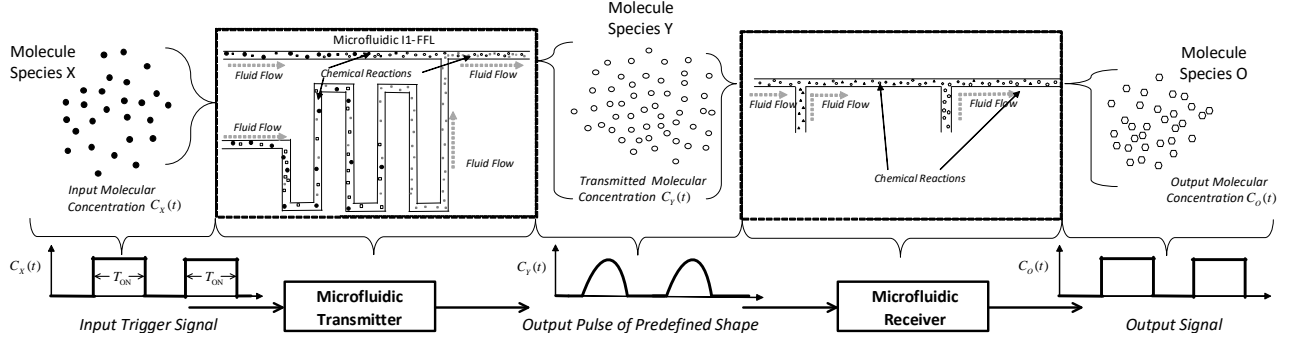 Molecule
Species X
Input Molecular
Concentration C_X(t)
Microfluidic I1-FFL
Fluid Flow
Chemical Reactions
Fluid Flow
Fluid Flow
Fluid Flow
Molecule
Species Y
Transmitted Molecular
Concentration C_Y(t)
Fluid Flow
Fluid Flow
Fluid Flow
Chemical Reactions
Molecule
Species O
Output Molecular
Concentration C_O(t)
C_X(t)
T_ON
T_ON
Input Trigger Signal
Microfluidic
Transmitter
C_Y(t)
Output Pulse of Predefined Shape
Microfluidic
Receiver
C_O(t)
Output Signal